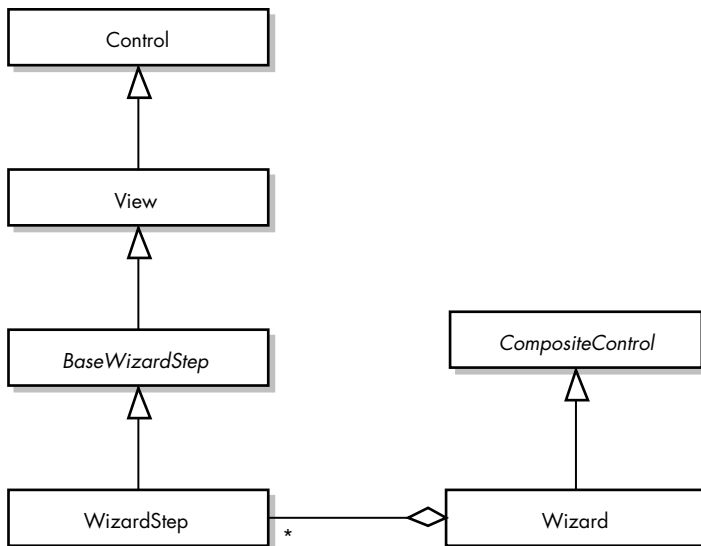 Control
View
BaseWizardStep
CompositeControl
WizardStep
*
Wizard